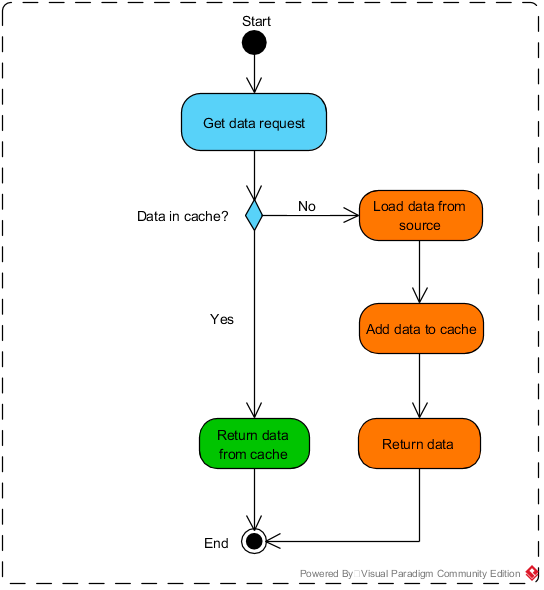 Start
Get data request
Data in cache?
No
Load data from
source
Yes
Add data to cache
Return data
from cache
Return data
End
Powered By Visual Paradigm Community Edition